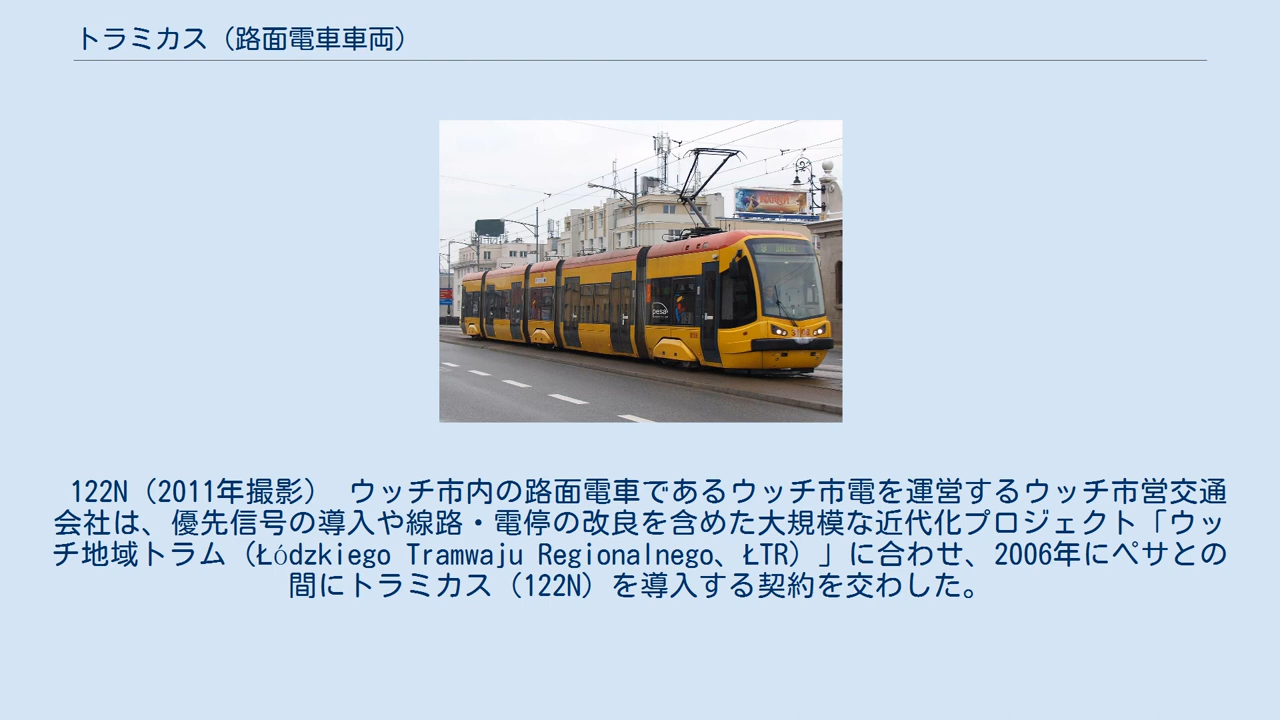 トラミカス（路面電車車両）
pesa
122N（2011年撮影）　ウッチ市内の路面電車であるウッチ市電を運営するウッチ市営交通
会社は、優先信号の導入や線路・電停の改良を含めた大規模な近代化プロジェクト「ウッ
チ地域トラム（Łódzkiego Tramwaju Regionalnego、ŁTR）」に合わせ、2006年にペサとの
間にトラミカス（122N）を導入する契約を交わした。